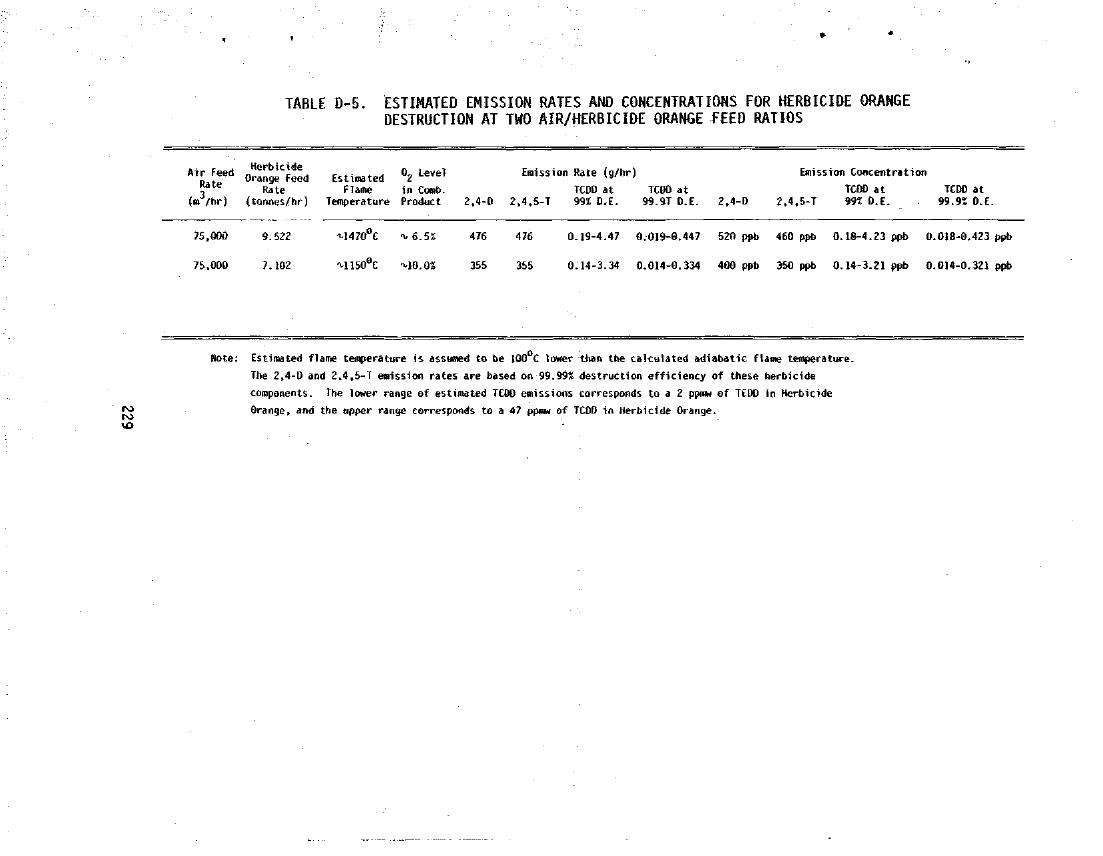 TABLE D-5. ESTIMATED EMISSION RATES AND CONCENTRATIONS FOR HERBICIDE ORANGE
DESTRUCTION AT TWO AIR/HERBICIDE ORANGE FEED RATIOS
Air Feed Rate (m³/hr) Herbicide Orange Feed Rate (tonnes/hr) Estimated Flame Temperature O₂ Level in Comb. Product Emission Rate (g/hr) Emission Concentration
2,4-D 2,4,5-T TCDD at 99% D.E. TCDD at 99.9T D.E. 2,4-D 2,4,5-T TCDD at 99% D.E. TCDD at 99.9% D.E.
75,000 9.522 ~1470⁰C ~ 6.5% 476 476 0.19-4.47 0.019-0.447 520 ppb 460 ppb 0.18-4.23 ppb 0.018-0.423 ppb
75,000 7.102 ~1150⁰C ~10.0% 355 355 0.14-3.34 0.014-0.334 400 ppb 350 ppb 0.14-3.21 ppb 0.014-0.321 ppb
Note: Estimated flame temperature is assumed to be 100⁰C lower than the calculated adiabatic flame temperature.
The 2,4-D and 2,4,5-T emission rates are based on 99.99% destruction efficiency of these herbicide
components. The lower range of estimated TCDD emissions corresponds to a 2 ppmw of TCDD in Herbicide
Orange, and the upper range corresponds to a 47 ppmw of TCDD in Herbicide Orange.
229